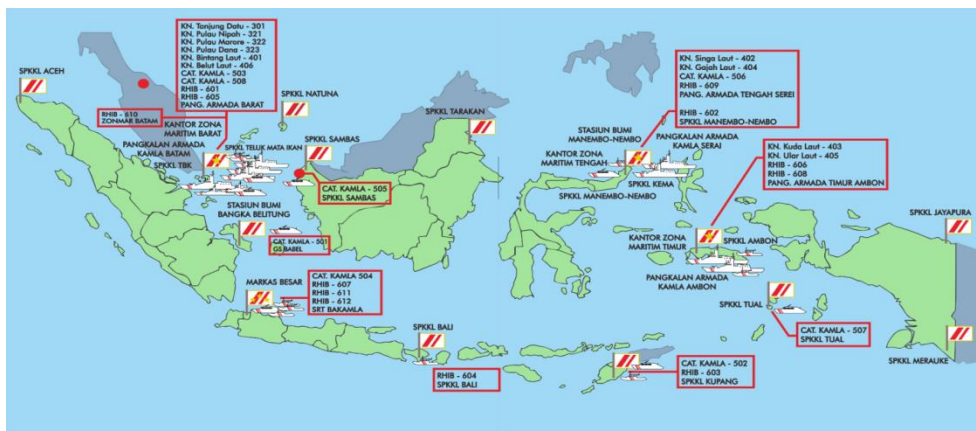 KN. Tanjung Datu - 301
KN. Pulau Nipah - 321
KN. Pulau Marore - 322
KN. Pulau Dana - 323
KN. Bintang Laut - 401
KN. Belut Laut - 406
CAT. KAMLA - 503
CAT. KAMLA - 508
RHIB - 601
RHIB - 605
PANG. ARMADA BARAT
SPKKL ACEH
RHIB - 610
ZONMAR BATAM
KANTOR ZONA
MARITIM BARAT
PANGKALAN ARMADA
KAMLA BATAM
SPKKL TBK
SPKKL TELUK MATA IKAN
SPKKL NATUNA
SPKKL SAMBAS
CAT. KAMLA - 505
SPKKL SAMBAS
SPKKL TARAKAN
STASIUN BUMI
BANGKA BELITUNG
CAT. KAMLA - 501
GS BABEL
MARKAS BESAR
CAT. KAMLA 504
RHIB - 607
RHIB - 611
RHIB - 612
SRT BAKAMLA
SPKKL BALI
RHIB - 604
SPKKL BALI
KN. Singa Laut - 402
KN. Gajah Laut - 404
CAT. KAMLA - 506
RHIB - 609
PANG. ARMADA TENGAH SEREI
RHIB - 602
SPKKL MANEMBO-NEMBO
STASIUN BUMI
MANEMBO-NEMBO
KANTOR ZONA
MARITIM TENGAH
PANGKALAN ARMADA
KAMLA SERAI
SPKKL KEMA
SPKKL MANEMBO-NEMBO
KN. Kuda Laut - 403
KN. Ular Laut - 405
RHIB - 606
RHIB - 608
PANG. ARMADA TIMUR AMBON
KANTOR ZONA
MARITIM TIMUR
SPKKL AMBON
PANGKALAN ARMADA
KAMLA AMBON
SPKKL JAYAPURA
SPKKL TUAL
CAT. KAMLA - 507
SPKKL TUAL
CAT. KAMLA - 502
RHIB - 603
SPKKL KUPANG
SPKKL MERAUKE